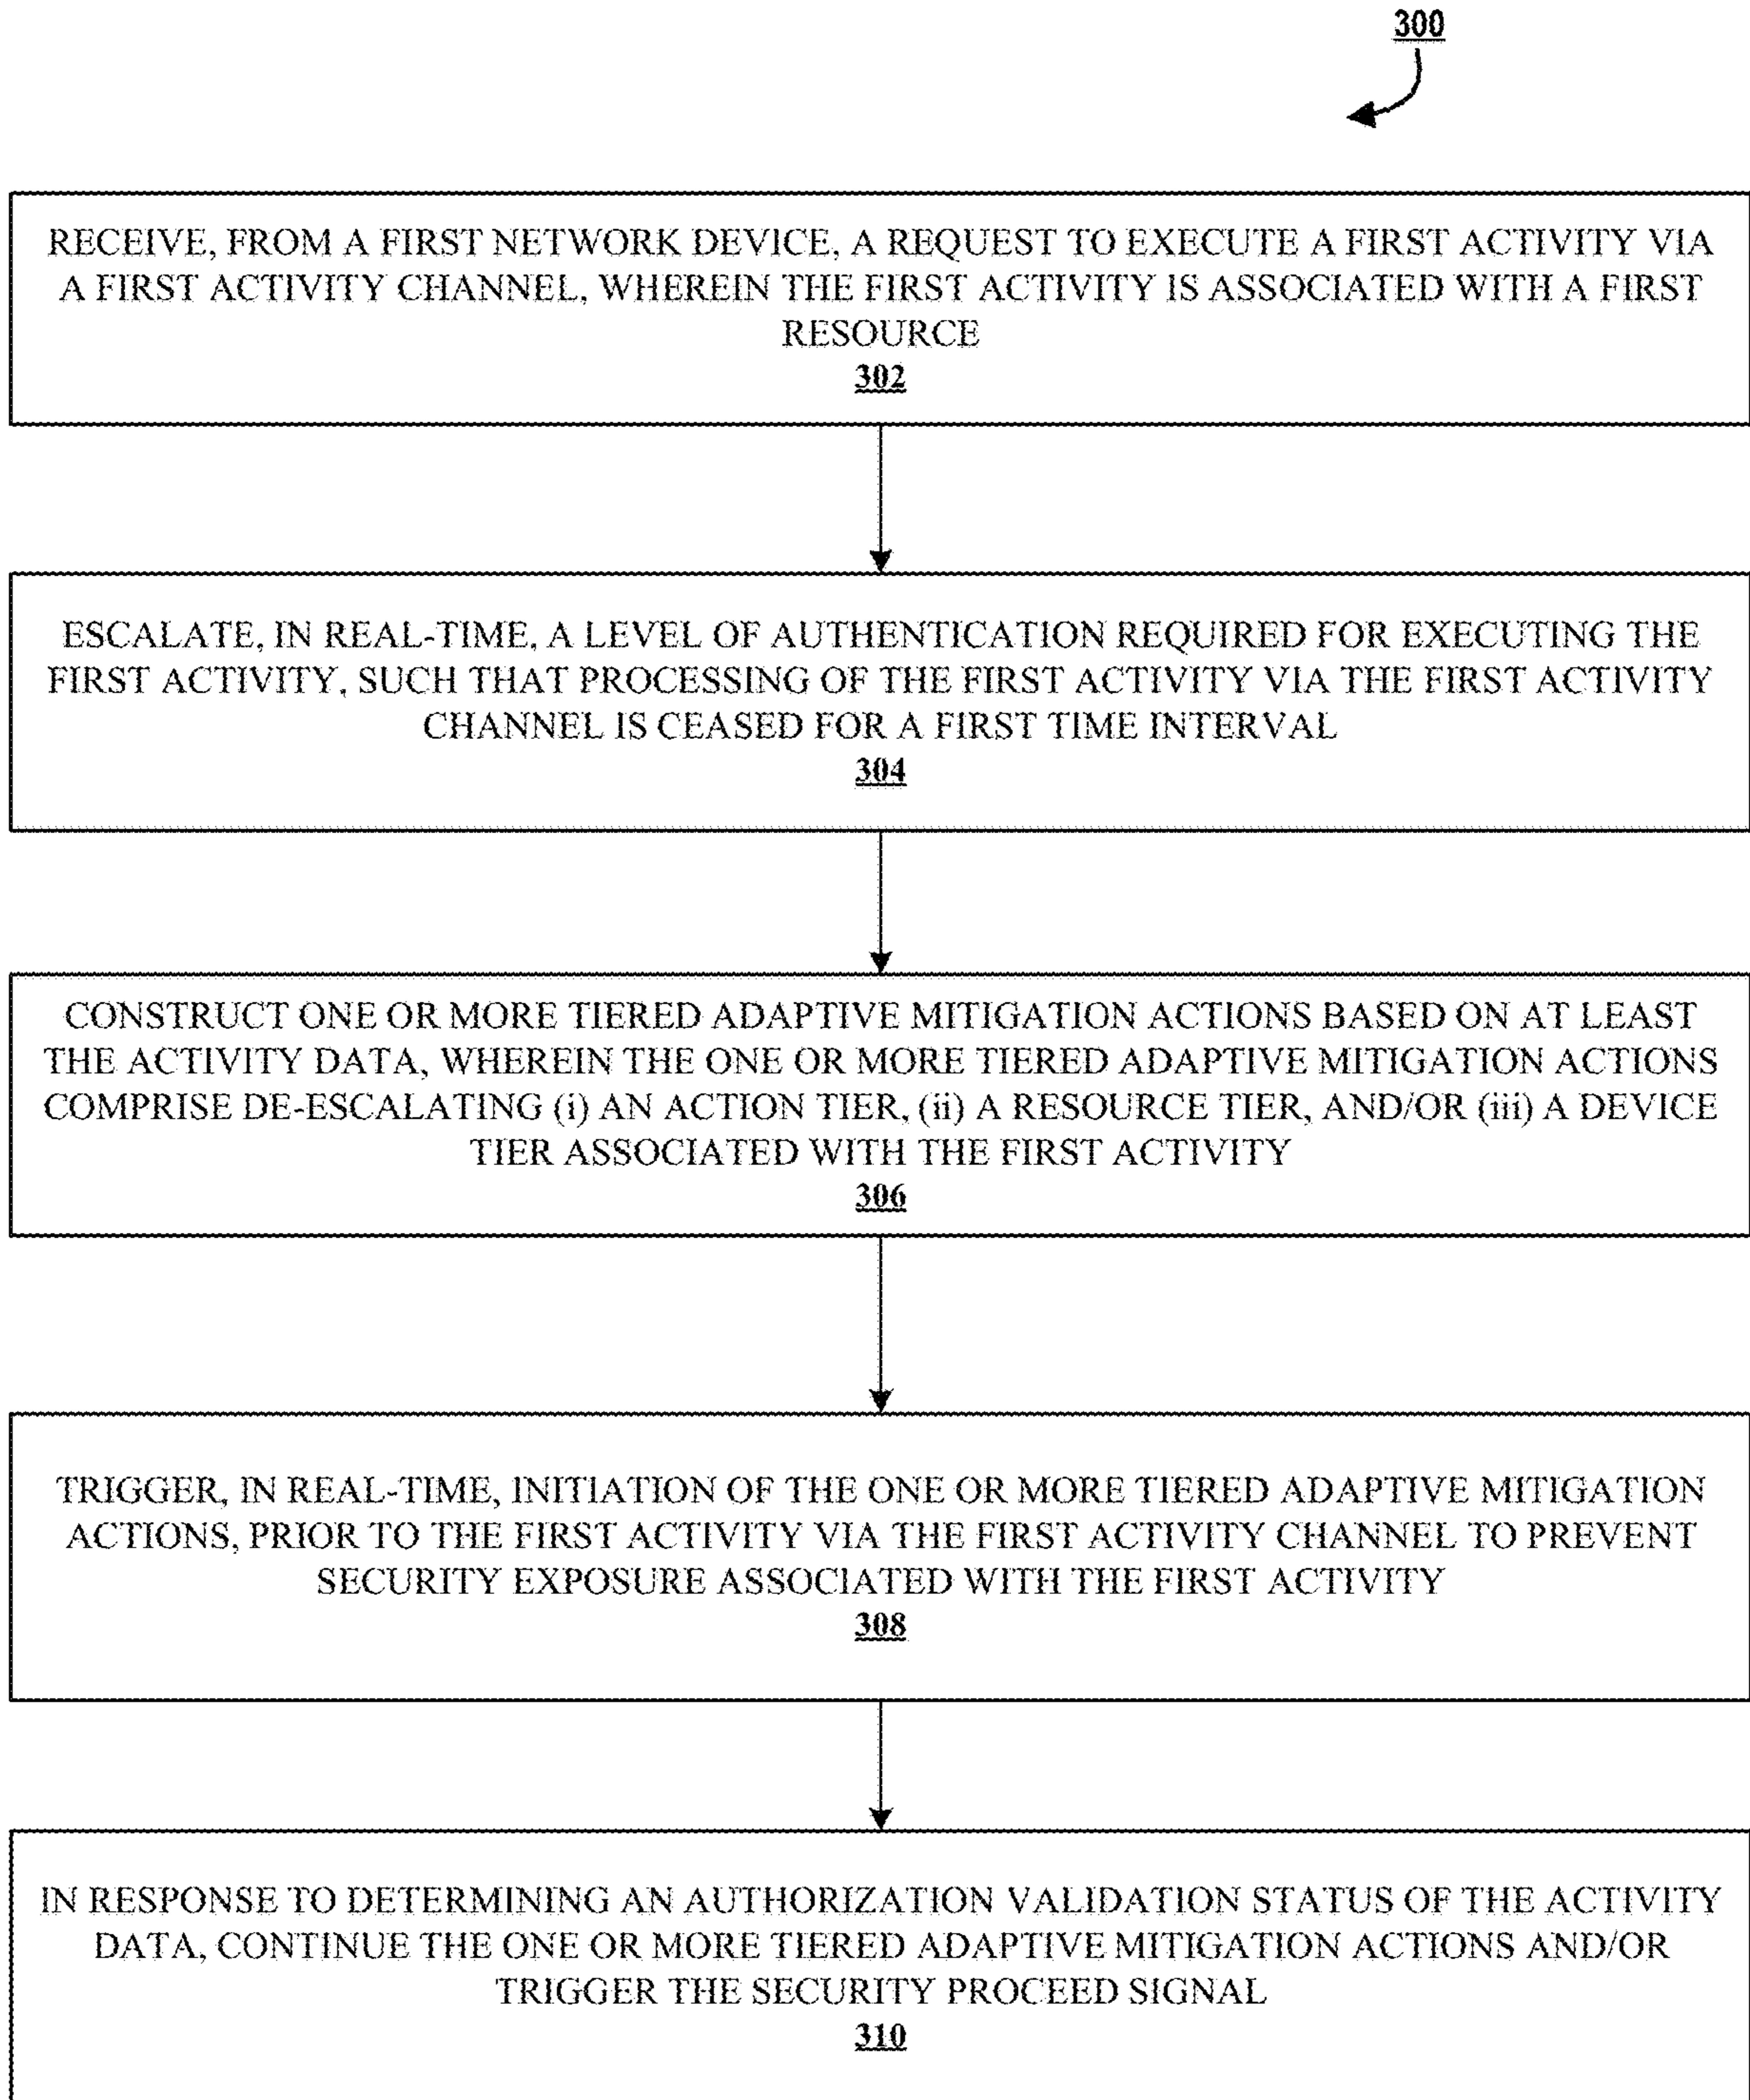 300
RECEIVE, FROM A FIRST NETWORK DEVICE, A REQUEST TO EXECUTE A FIRST ACTIVITY VIA
A FIRST ACTIVITY CHANNEL, WHEREIN THE FIRST ACTIVITY IS ASSOCIATED WITH A FIRST
RESOURCE
302
ESCALATE, IN REAL-TIME, A LEVEL OF AUTHENTICATION REQUIRED FOR EXECUTING THE
FIRST ACTIVITY, SUCH THAT PROCESSING OF THE FIRST ACTIVITY VIA THE FIRST ACTIVITY
CHANNEL IS CEASED FOR A FIRST TIME INTERVAL
304
CONSTRUCT ONE OR MORE TIERED ADAPTIVE MITIGATION ACTIONS BASED ON AT LEAST
THE ACTIVITY DATA, WHEREIN THE ONE OR MORE TIERED ADAPTIVE MITIGATION ACTIONS
COMPRISE DE-ESCALATING (i) AN ACTION TIER, (ii) A RESOURCE TIER, AND/OR (iii) A DEVICE
TIER ASSOCIATED WITH THE FIRST ACTIVITY
306
TRIGGER, IN REAL-TIME, INITIATION OF THE ONE OR MORE TIERED ADAPTIVE MITIGATION
ACTIONS, PRIOR TO THE FIRST ACTIVITY VIA THE FIRST ACTIVITY CHANNEL TO PREVENT
SECURITY EXPOSURE ASSOCIATED WITH THE FIRST ACTIVITY
308
IN RESPONSE TO DETERMINING AN AUTHORIZATION VALIDATION STATUS OF THE ACTIVITY
DATA, CONTINUE THE ONE OR MORE TIERED ADAPTIVE MITIGATION ACTIONS AND/OR
TRIGGER THE SECURITY PROCEED SIGNAL
310